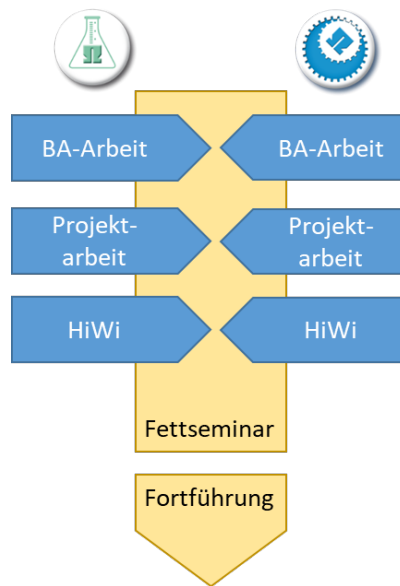 BA-Arbeit BA-Arbeit
Projekt- Projekt-
arbeit arbeit
HiWi HiWi
Fettseminar
Fortführung